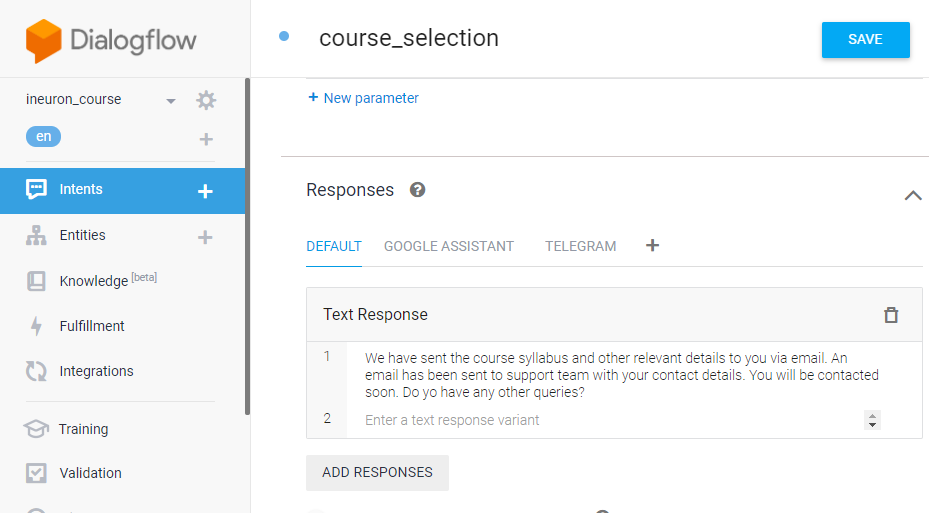 Dialogflow
course_selection
SAVE
ineuron_course
en
+
+ New parameter
Intents
+
Responses ?
Entities
+
DEFAULT GOOGLE ASSISTANT TELEGRAM +
Knowledge [beta]
Text Response
Fulfillment
1 We have sent the course syllabus and other relevant details to you via email. An
email has been sent to support team with your contact details. You will be contacted
soon. Do yo have any other queries?
Integrations
2 Enter a text response variant
Training
Validation
ADD RESPONSES